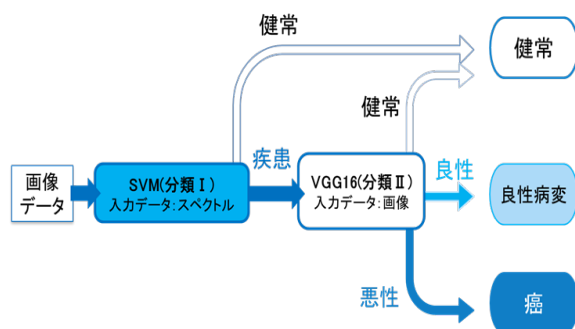 健常
健常
健常
疾患
画像
データ
SVM(分類Ⅰ)
入力データ:スペクトル
VGG16(分類Ⅱ)
入力データ:画像
良性
良性病変
悪性
癌